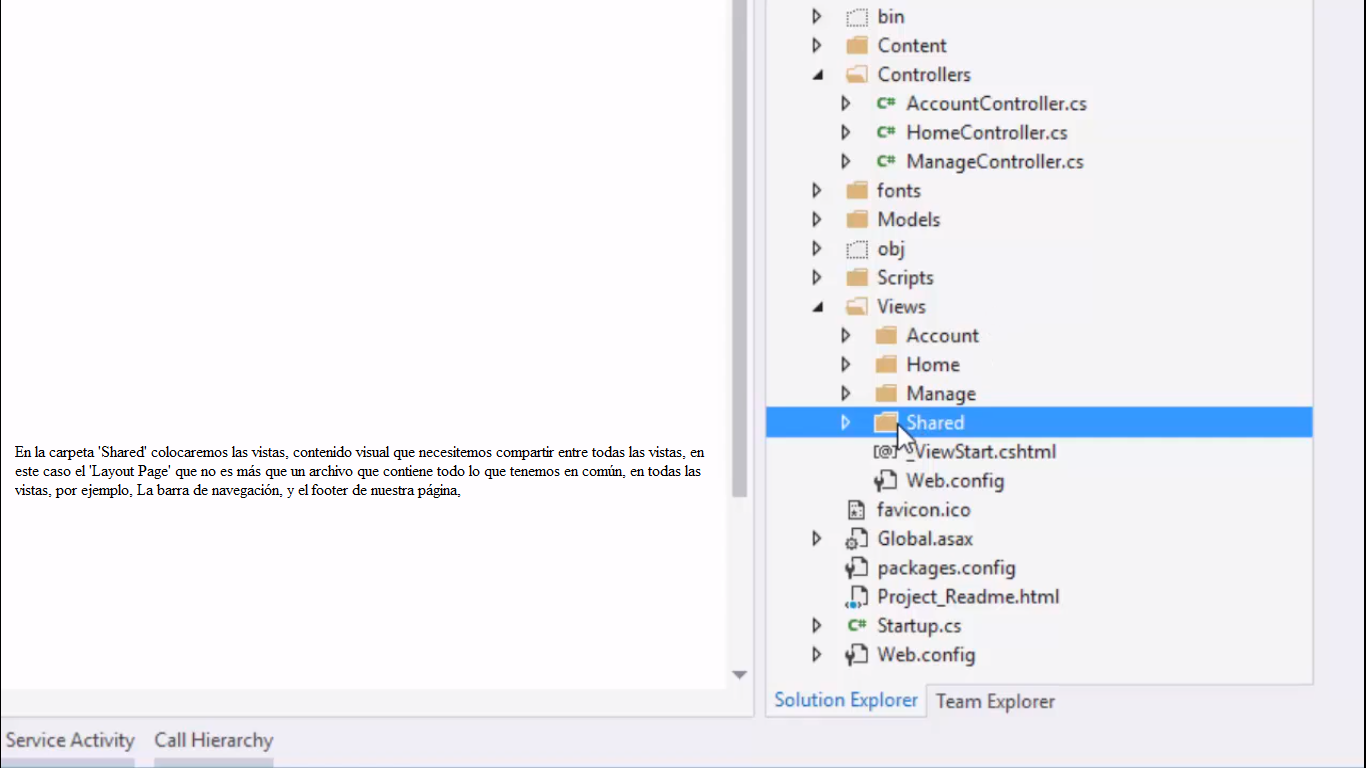 En la carpeta 'Shared' colocaremos las vistas, contenido visual que necesitemos compartir entre todas las vistas, en
este caso el 'Layout Page' que no es más que un archivo que contiene todo lo que tenemos en común, en todas las
vistas, por ejemplo, La barra de navegación, y el footer de nuestra página,
bin
Content
Controllers
C# AccountController.cs
C# HomeController.cs
C# ManageController.cs
fonts
Models
obj
Scripts
Views
Account
Home
Manage
Shared
[@] _ViewStart.cshtml
Web.config
favicon.ico
Global.asax
packages.config
Project_Readme.html
C# Startup.cs
Web.config
Solution Explorer Team Explorer
Service Activity Call Hierarchy